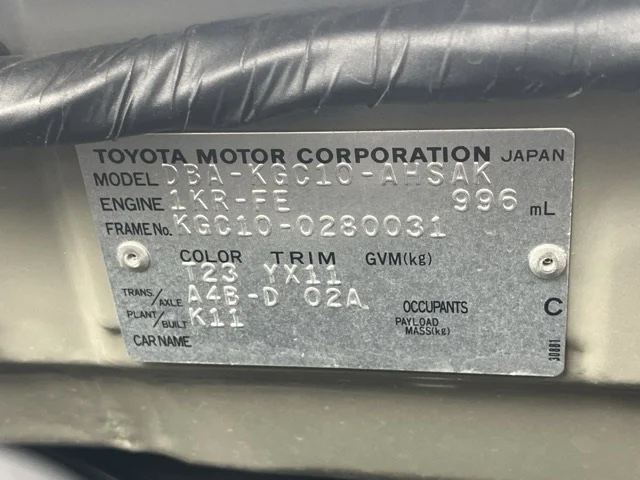 TOYOTA MOTOR CORPORATION JAPAN
MODEL DBA-KGC10-AHSAK
ENGINE 1KR-FE 996 mL
FRAME No. KGC10-0280031
COLOR TRIM GVM(kg)
T23 YX11
TRANS./AXLE A4B-D 02A OCCUPANTS C
PLANT/BUILT K11 PAYLOAD MASS(kg)
CAR NAME
30881